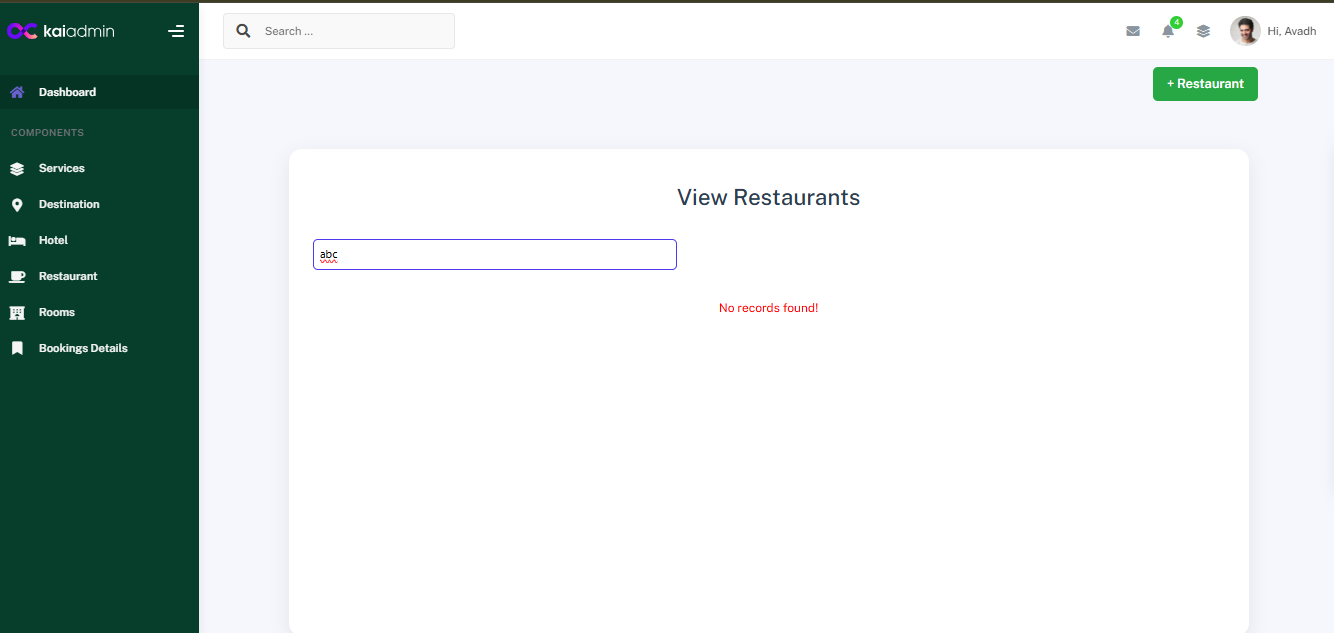 kaiadmin
Search ...
4
Hi, Avadh
Dashboard
+ Restaurant
COMPONENTS
Services
Destination
Hotel
Restaurant
Rooms
Bookings Details
View Restaurants
abc
No records found!